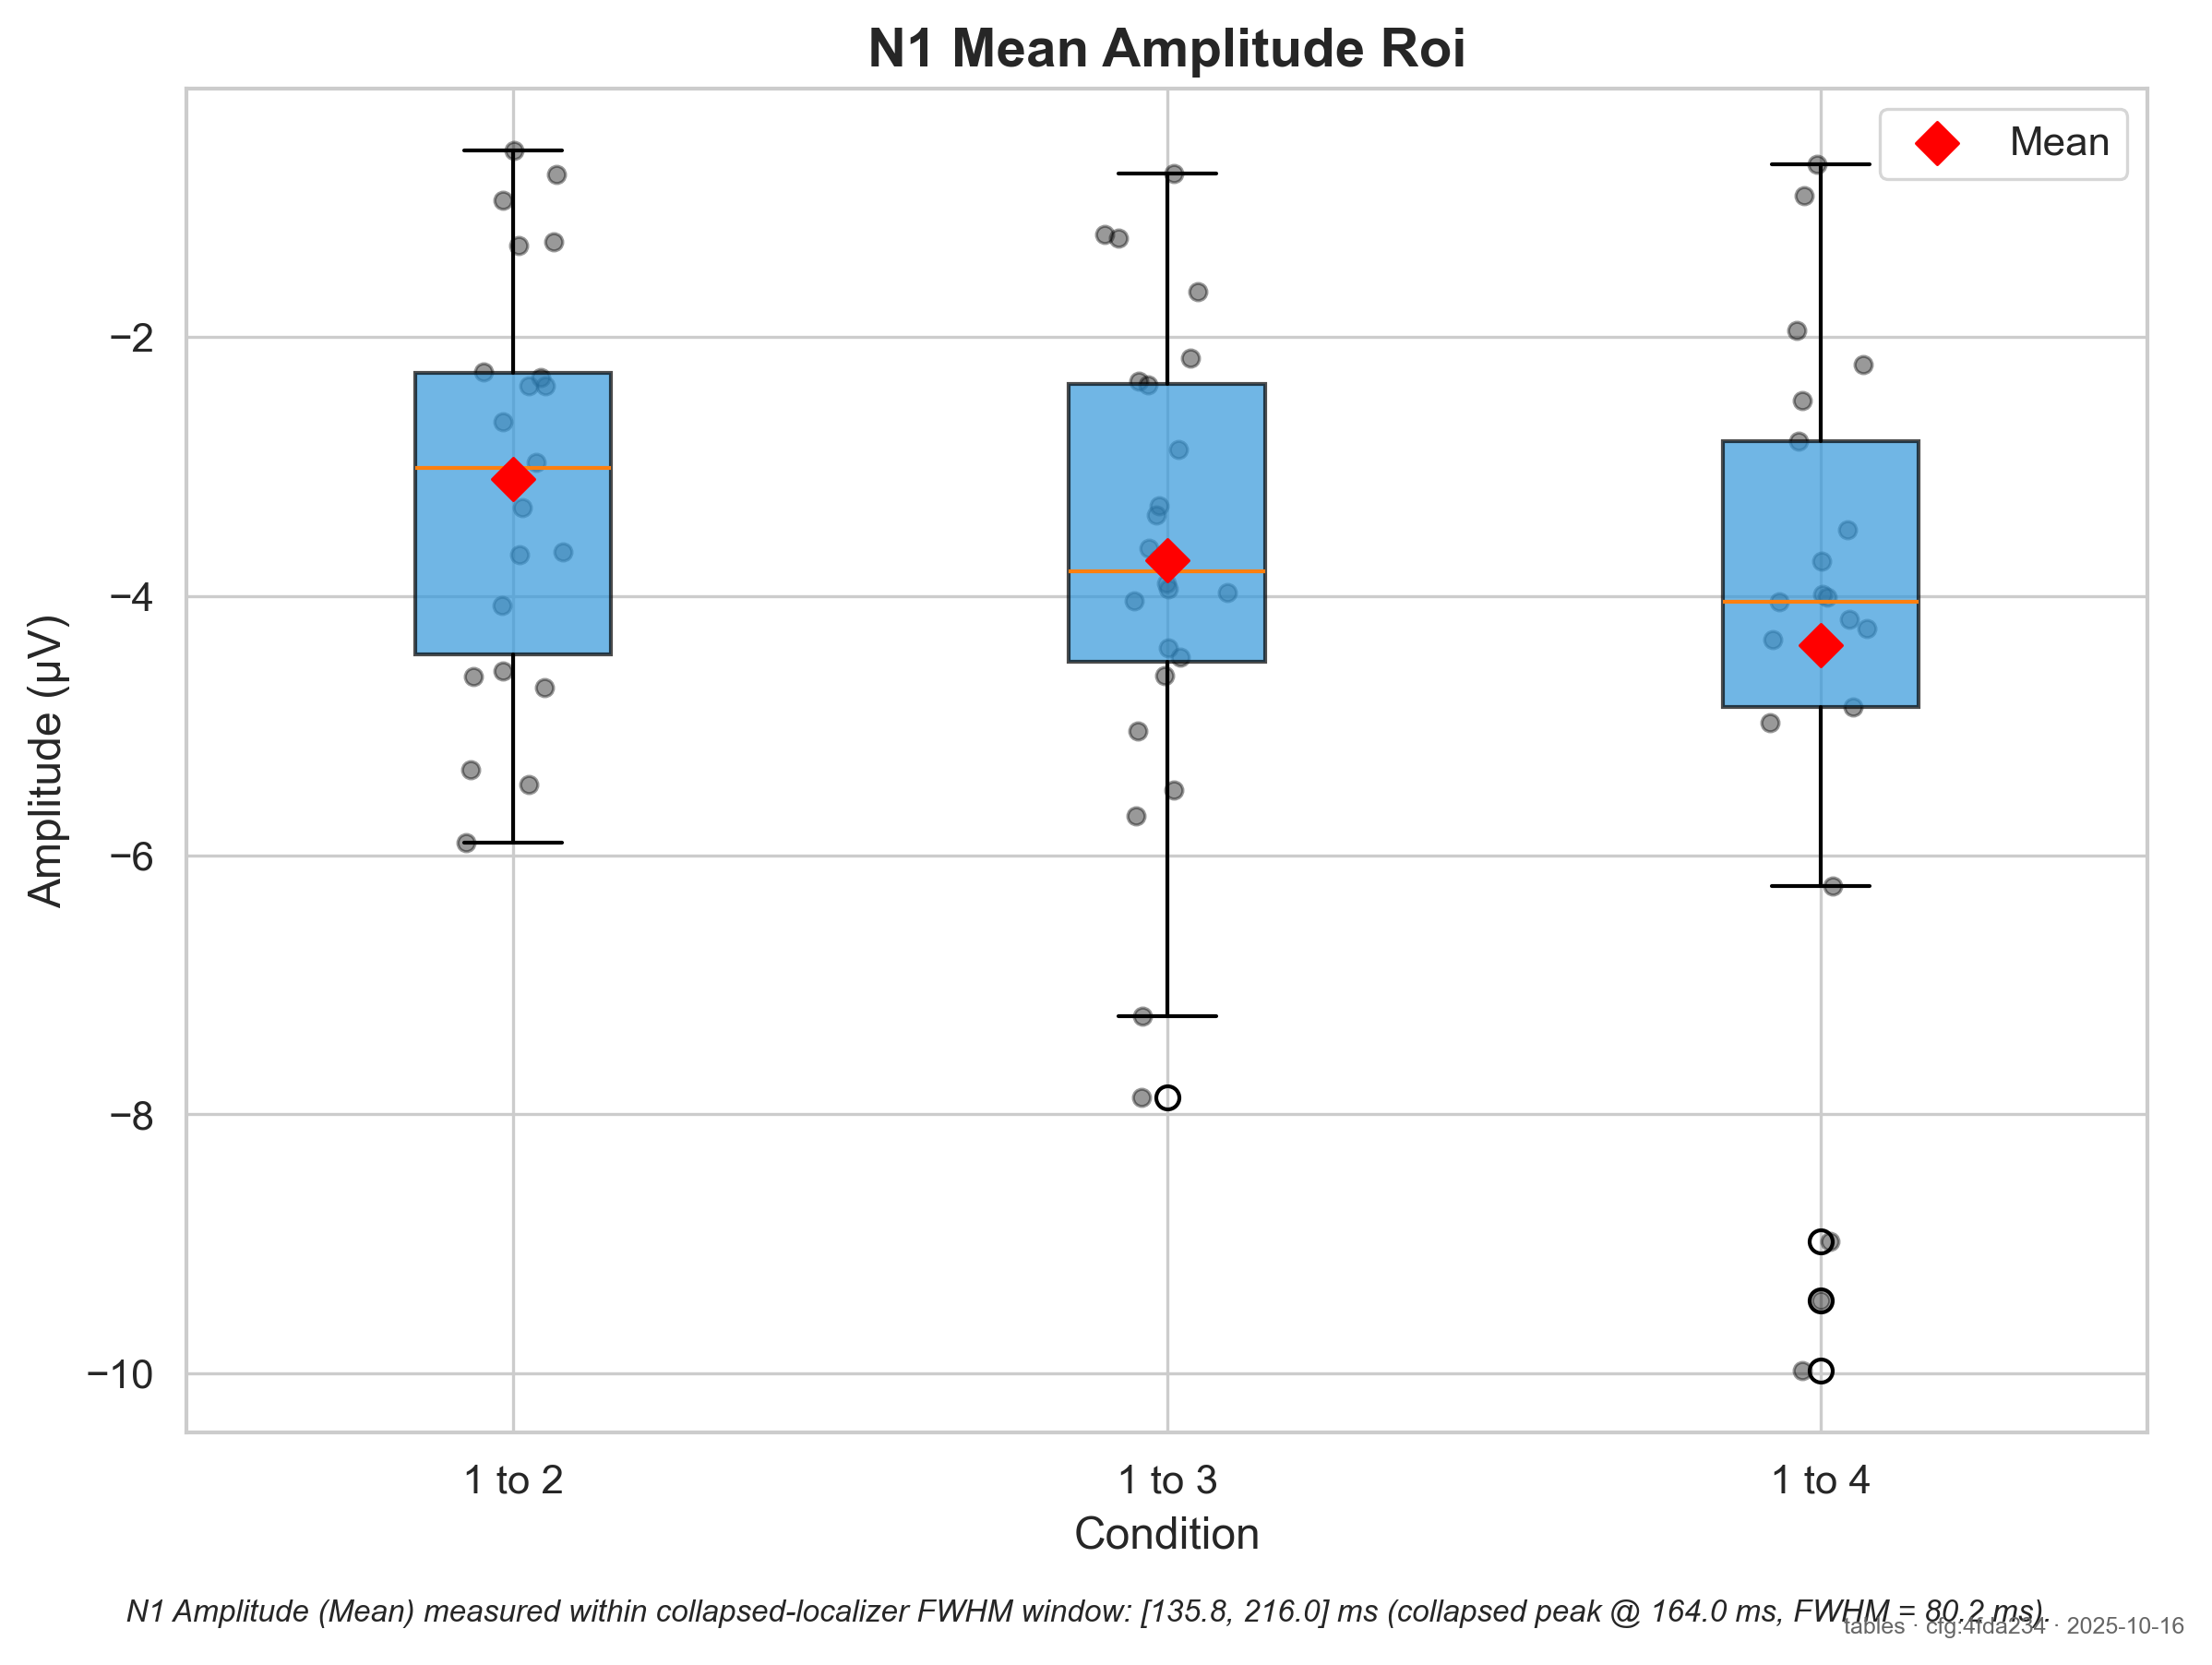 N1 Mean Amplitude Roi
Mean
Amplitude (µV)
−2
−4
−6
−8
−10
1 to 2
1 to 3
1 to 4
Condition
N1 Amplitude (Mean) measured within collapsed-localizer FWHM window: [135.8, 216.0] ms (collapsed peak @ 164.0 ms, FWHM = 80.2 ms).
tables · cfg:4fda234 · 2025-10-16